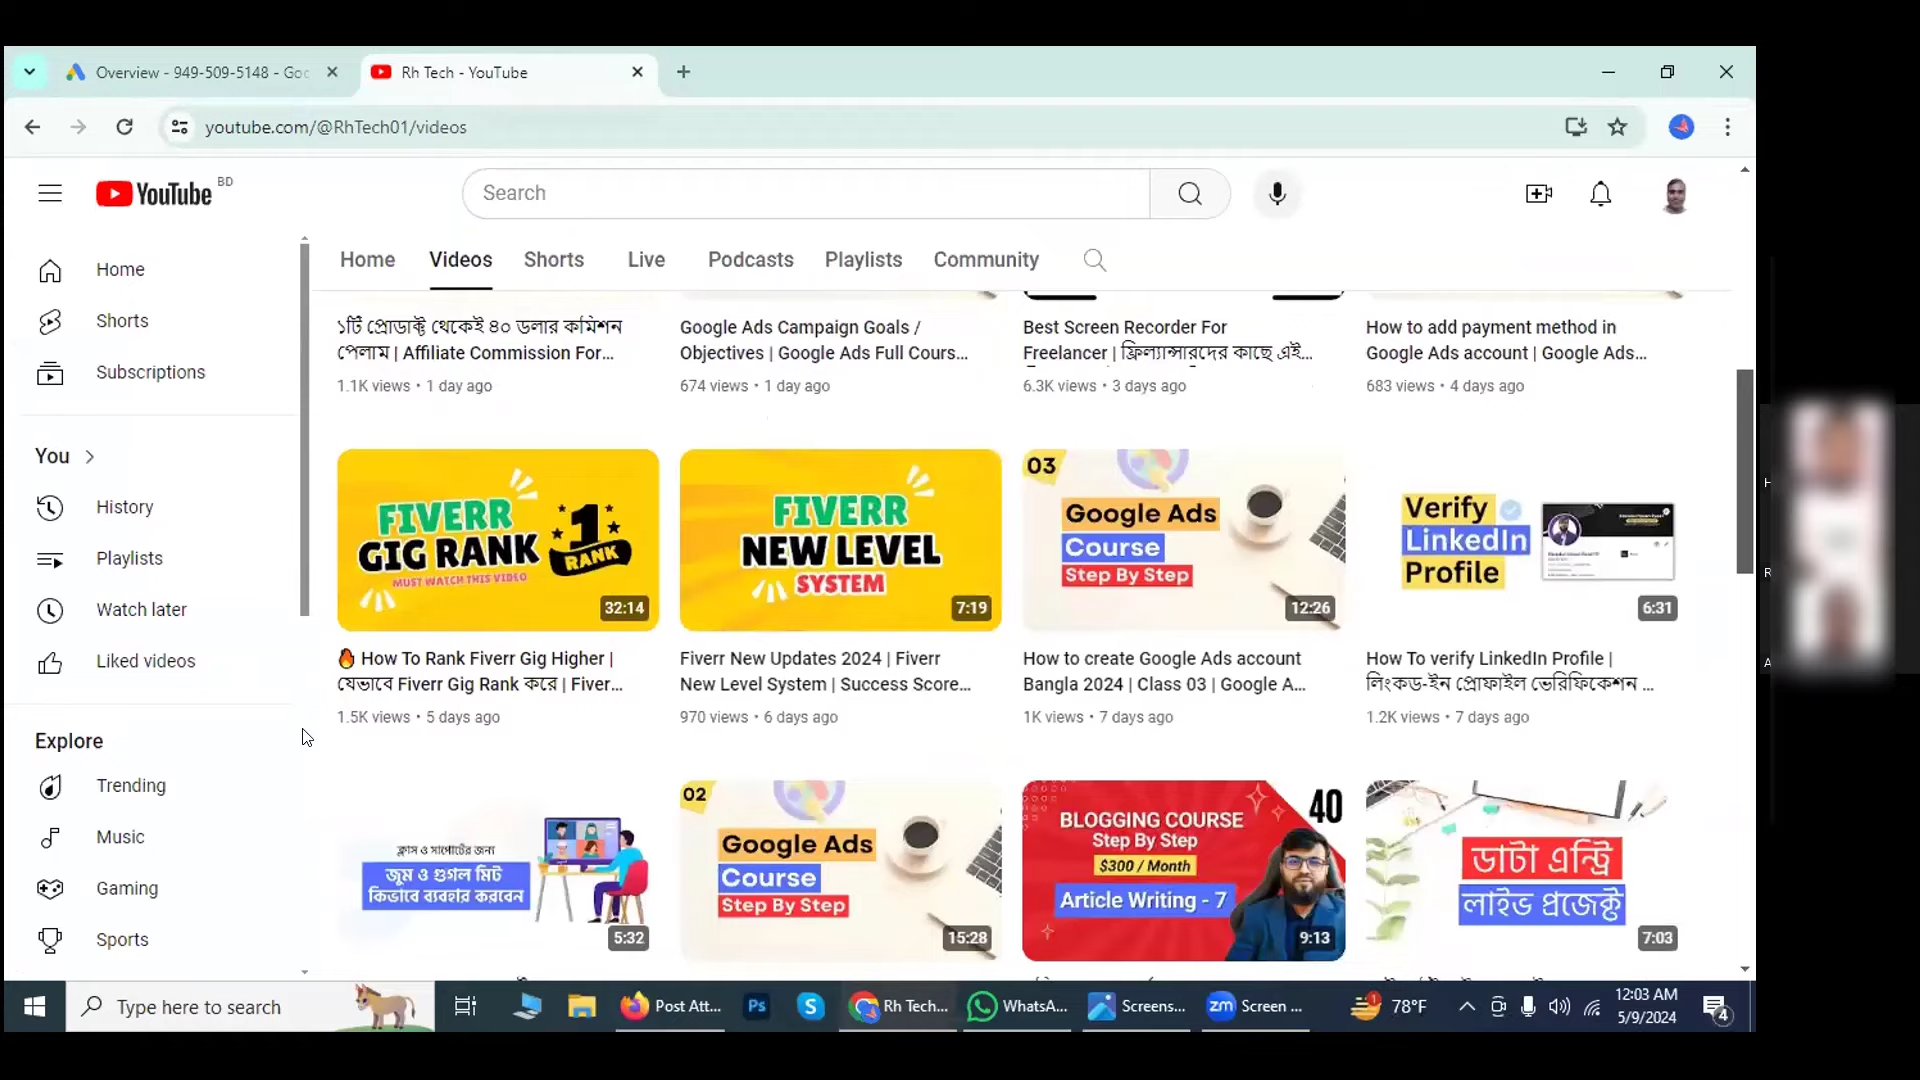 Overview - 949-509-5148 - Goo
Rh Tech - YouTube
youtube.com/@RhTech01/videos
YouTube BD
Search
Home
Videos
Shorts
Live
Podcasts
Playlists
Community
Home
Shorts
Subscriptions
You
History
Playlists
Watch later
Liked videos
Explore
Trending
Music
Gaming
Sports
১টি প্রোডাক্ট থেকেই ৪০ ডলার কমিশন
পেলাম | Affiliate Commission For...
1.1K views • 1 day ago
Google Ads Campaign Goals /
Objectives | Google Ads Full Cours...
674 views • 1 day ago
Best Screen Recorder For
Freelancer | ফ্রিল্যান্সারদের কাছে এই...
6.3K views • 3 days ago
How to add payment method in
Google Ads account | Google Ads...
683 views • 4 days ago
FIVERR
GIG RANK
MUST WATCH THIS VIDEO
1
RANK
32:14
🔥 How To Rank Fiverr Gig Higher |
যেভাবে Fiverr Gig Rank করে | Fiver...
1.5K views • 5 days ago
FIVERR
NEW LEVEL
SYSTEM
7:19
Fiverr New Updates 2024 | Fiverr
New Level System | Success Score...
970 views • 6 days ago
03
Google Ads
Course
Step By Step
12:26
How to create Google Ads account
Bangla 2024 | Class 03 | Google A...
1K views • 7 days ago
Verify
LinkedIn
Profile
6:31
How To verify LinkedIn Profile |
লিংকড-ইন প্রোফাইল ভেরিফিকেশন ...
1.2K views • 7 days ago
ক্লাস ও সাপোর্টের জন্য
জুম ও গুগল মিট
কিভাবে ব্যবহার করবেন
5:32
02
Google Ads
Course
Step By Step
15:28
BLOGGING COURSE
40
Step By Step
$300 / Month
Article Writing - 7
9:13
ডাটা এন্ট্রি
লাইভ প্রজেক্ট
7:03
Type here to search
Post Att...
Ps
Rh Tech...
WhatsA...
Screens...
zm
Screen ...
1
78°F
12:03 AM
5/9/2024
4
H
R
A